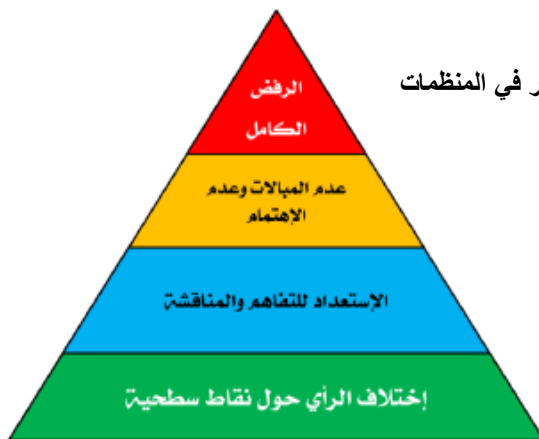 الرفض
الكامل
في المنظمات
عدم المبالات وعدم
الإهتمام
الإستعداد للتفاهم والمناقشة
إختلاف الرأي حول نقاط سطحية